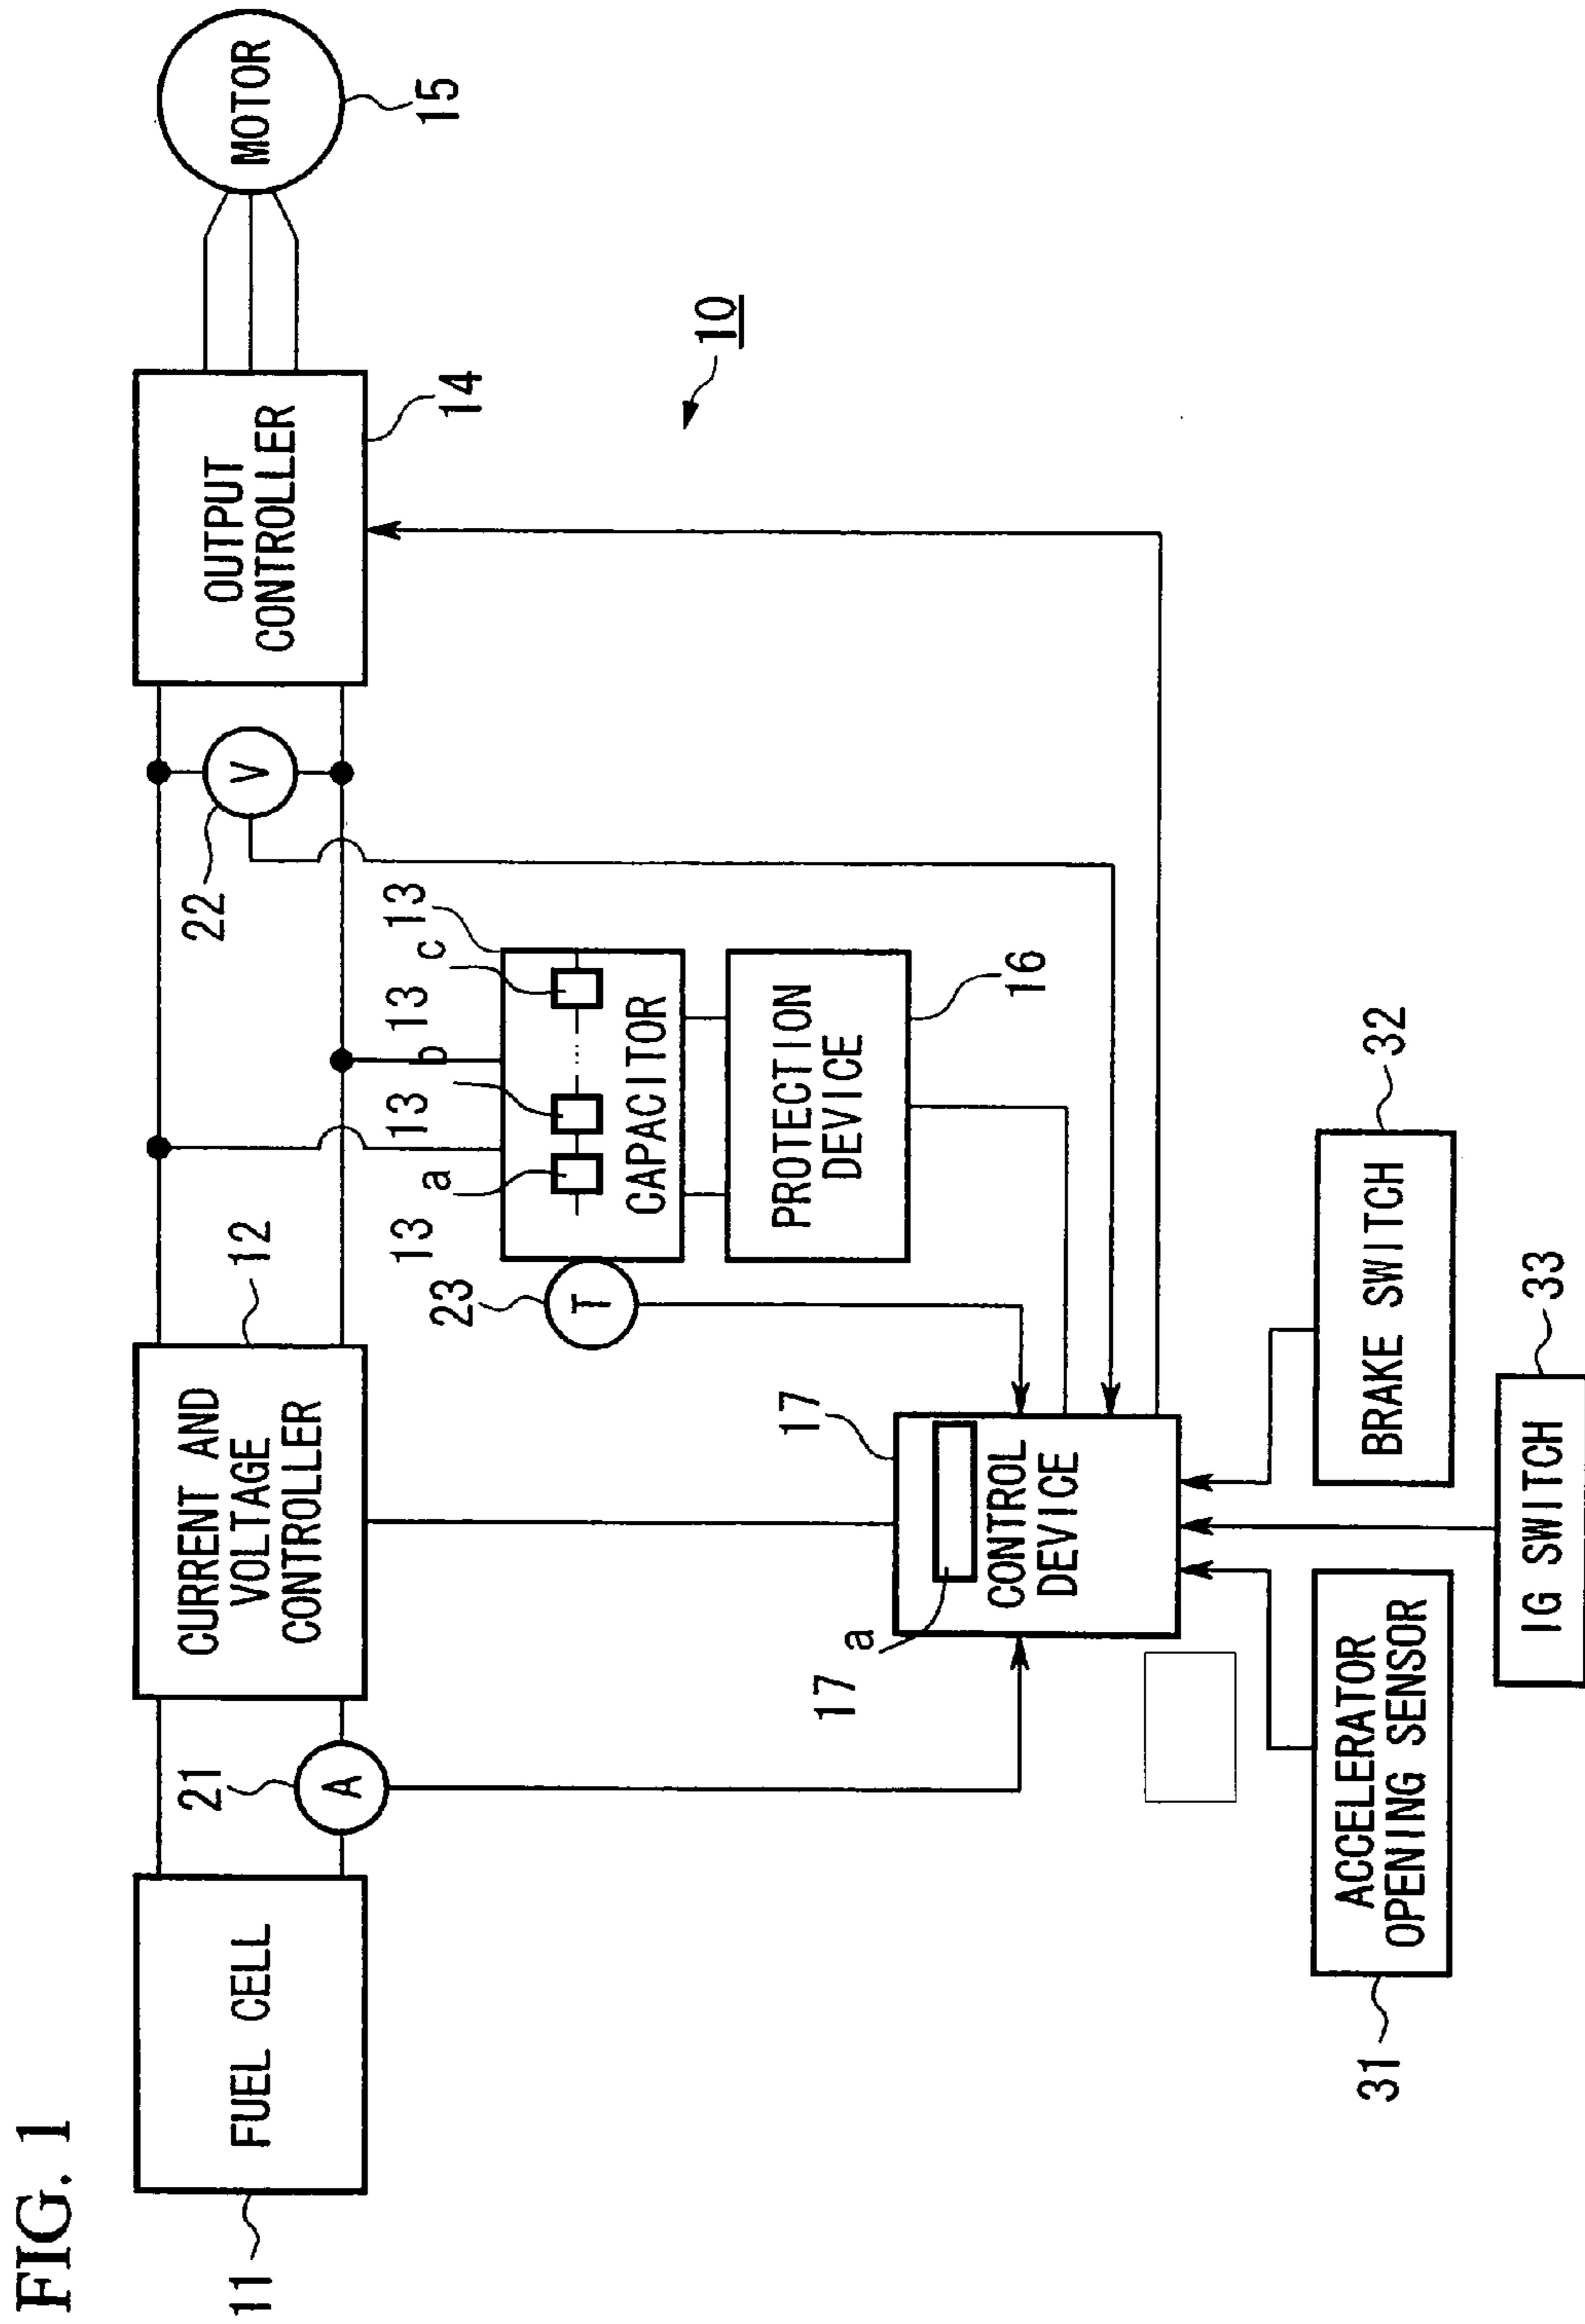 FIG. 1
11
FUEL CELL
21
A
CURRENT AND
VOLTAGE
CONTROLLER
12
22
V
OUTPUT
CONTROLLER
14
MOTOR
15
10
13
a
13
b
13
c
13
CAPACITOR
23
T
PROTECTION
DEVICE
16
17
17
a
CONTROL
DEVICE
31
ACCELERATOR
OPENING SENSOR
BRAKE SWITCH
32
IG SWITCH
33